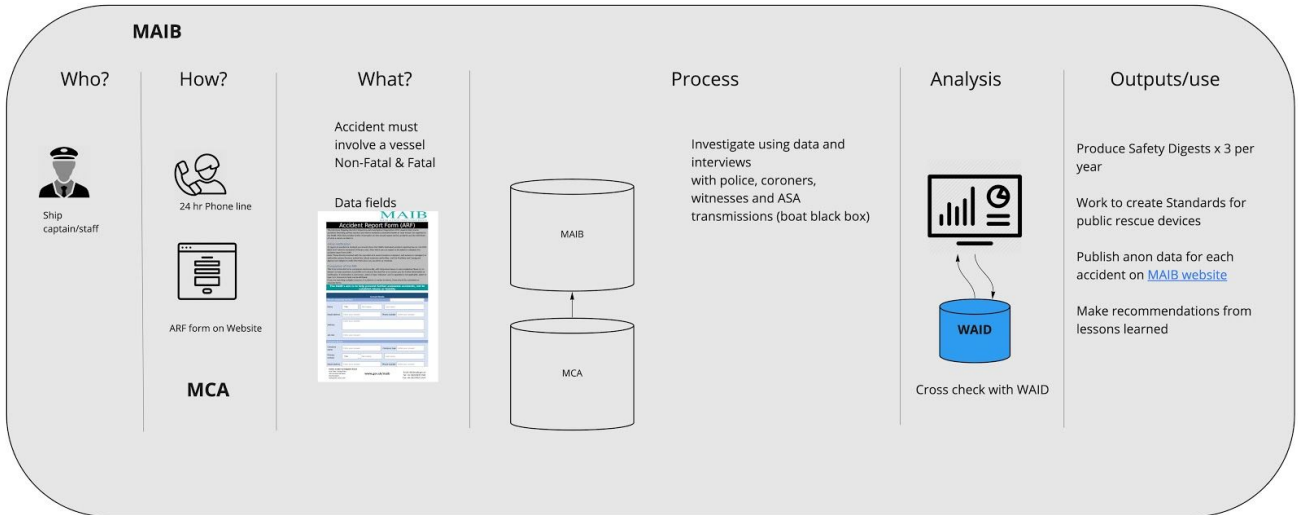 MAIB
Who?
How?
What?
Process
Analysis
Outputs/use
Ship
captain/staff
24 hr Phone line
ARF form on Website
MCA
Accident must
involve a vessel
Non-Fatal & Fatal
Data fields
MAIB
Accident Report Form (ARF)
www.gov.uk/maib
MAIB
MCA
Investigate using data and
interviews
with police, coroners,
witnesses and ASA
transmissions (boat black box)
WAID
Cross check with WAID
Produce Safety Digests x 3 per
year
Work to create Standards for
public rescue devices
Publish anon data for each
accident on MAIB website
Make recommendations from
lessons learned